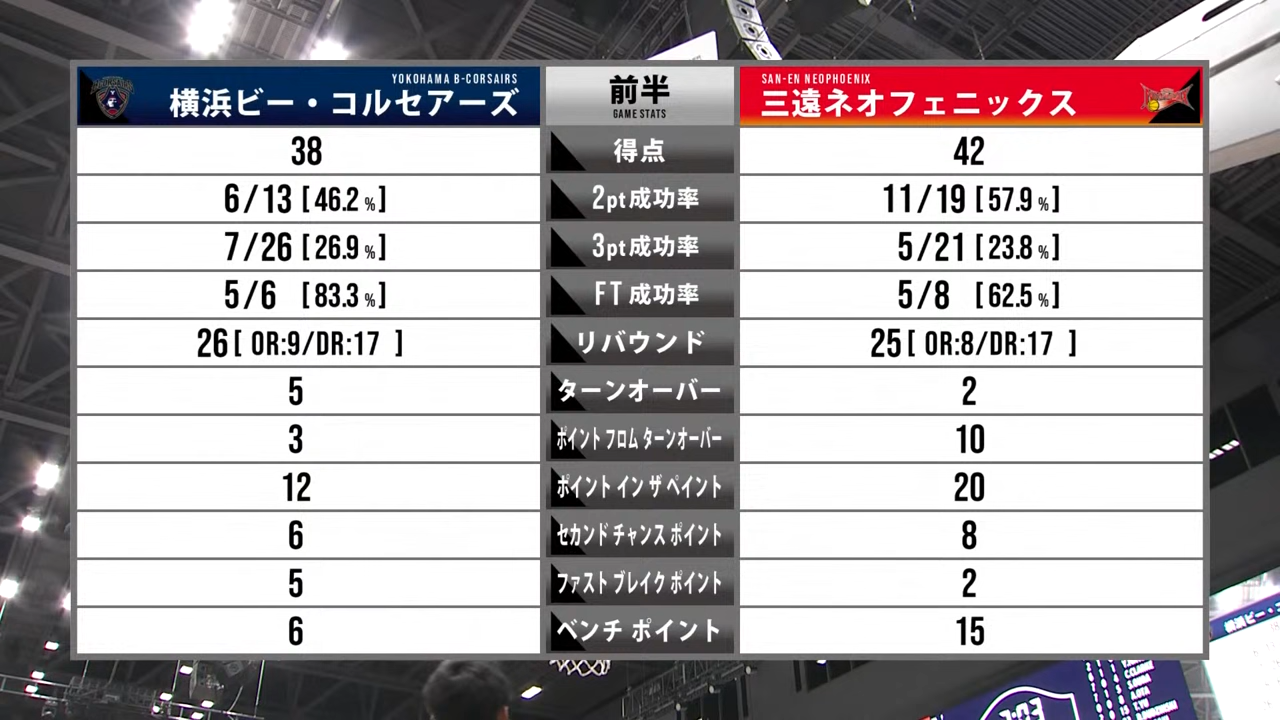 YOKOHAMA B-CORSAIRS
横浜ビー・コルセアーズ
前半
GAME STATS
SAN-EN NEOPHOENIX
三遠ネオフェニックス
38 得点 42
6/13 [46.2%] 2pt成功率 11/19 [57.9%]
7/26 [26.9%] 3pt成功率 5/21 [23.8%]
5/6 [83.3%] FT成功率 5/8 [62.5%]
26 [ OR:9/DR:17 ] リバウンド 25 [ OR:8/DR:17 ]
5 ターンオーバー 2
3 ポイント フロム ターンオーバー 10
12 ポイント イン ザ ペイント 20
6 セカンド チャンス ポイント 8
5 ファスト ブレイク ポイント 2
6 ベンチ ポイント 15